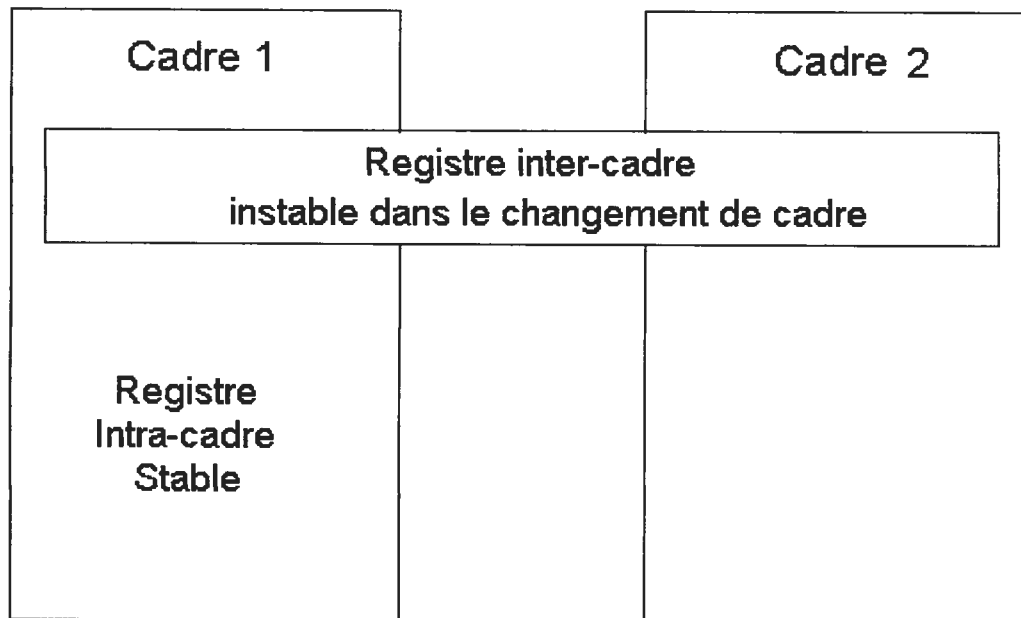 Cadre 1
Cadre 2
Registre inter-cadre
instable dans le changement de cadre
Registre
Intra-cadre
Stable